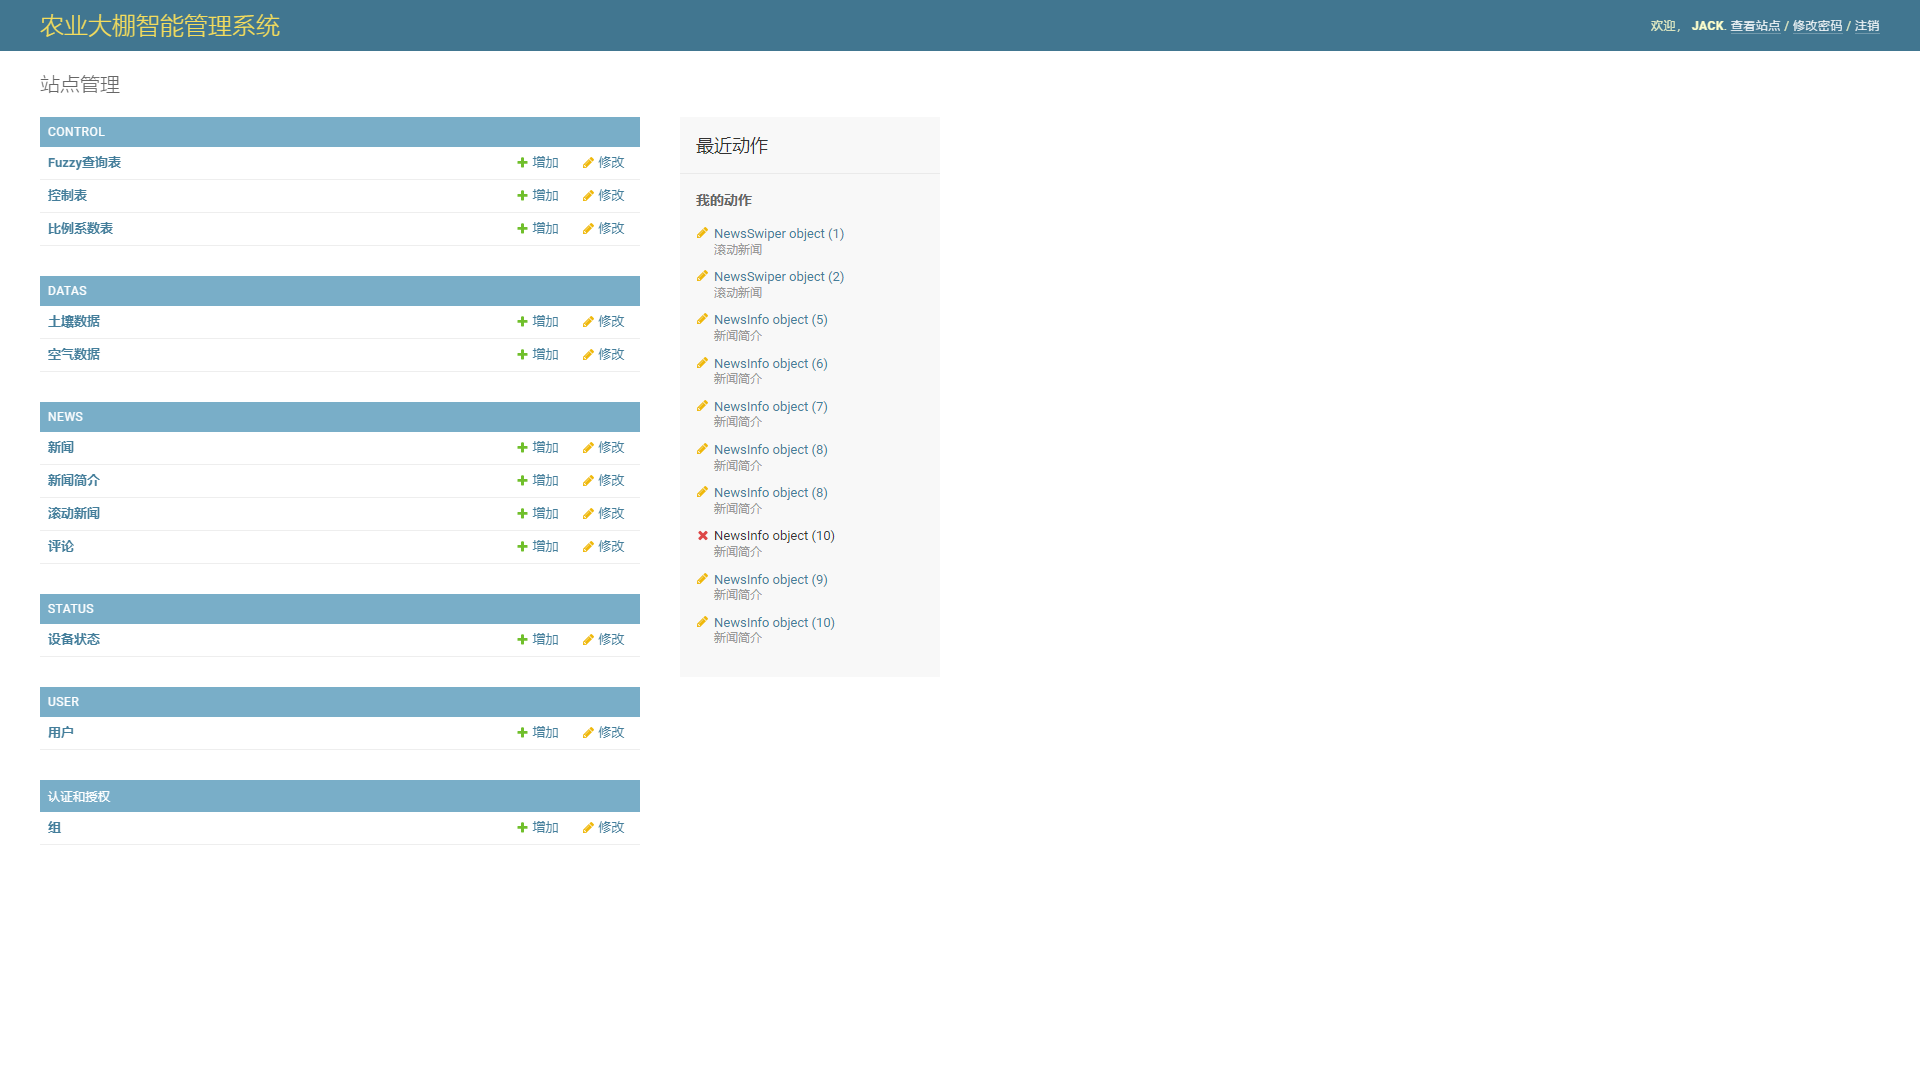 农业大棚智能管理系统
欢迎， JACK. 查看站点 / 修改密码 / 注销
站点管理
CONTROL
Fuzzy查询表 增加 修改
控制表 增加 修改
比例系数表 增加 修改
DATAS
土壤数据 增加 修改
空气数据 增加 修改
NEWS
新闻 增加 修改
新闻简介 增加 修改
滚动新闻 增加 修改
评论 增加 修改
STATUS
设备状态 增加 修改
USER
用户 增加 修改
认证和授权
组 增加 修改
最近动作
我的动作
NewsSwiper object (1)
滚动新闻
NewsSwiper object (2)
滚动新闻
NewsInfo object (5)
新闻简介
NewsInfo object (6)
新闻简介
NewsInfo object (7)
新闻简介
NewsInfo object (8)
新闻简介
NewsInfo object (8)
新闻简介
NewsInfo object (10)
新闻简介
NewsInfo object (9)
新闻简介
NewsInfo object (10)
新闻简介